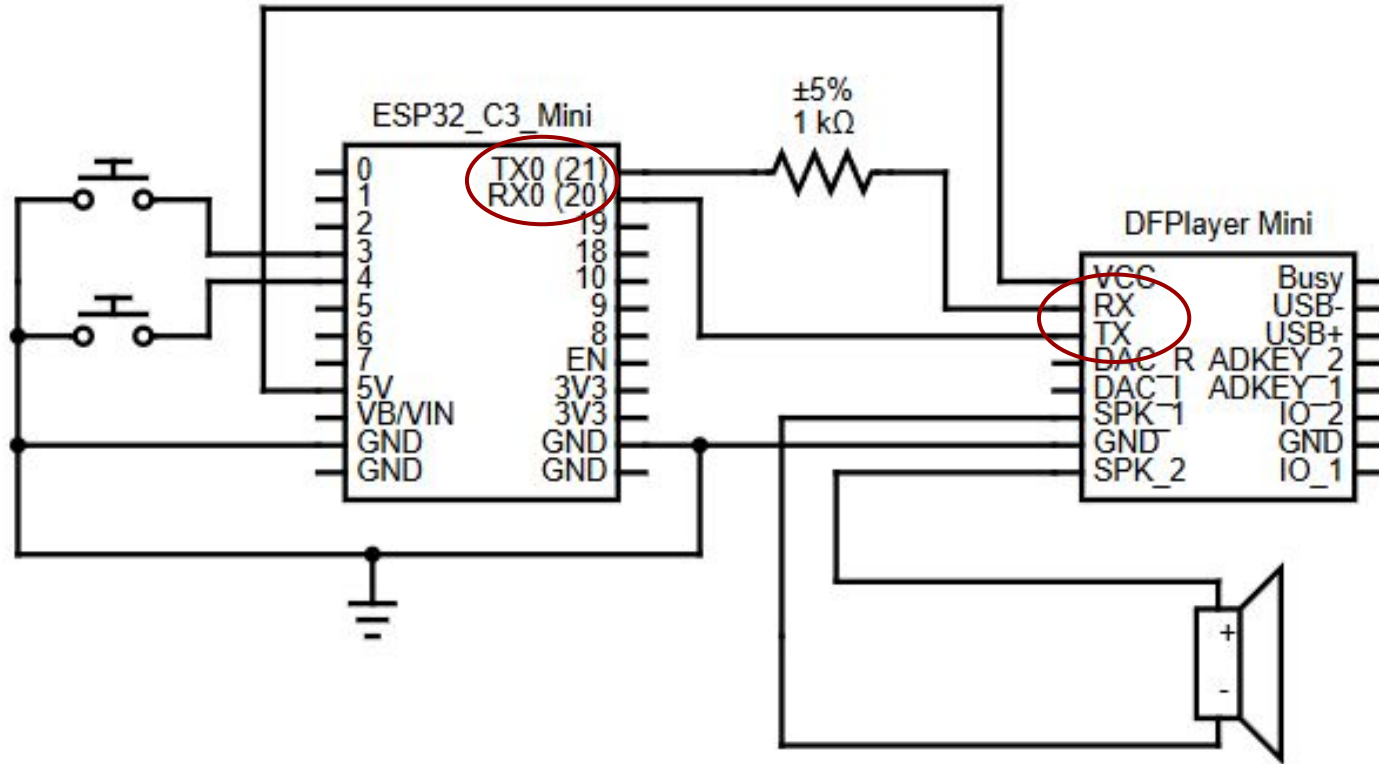 ±5%
1 kΩ
ESP32_C3_Mini
0
1
2
3
4
5
6
7
5V
VB/VIN
GND
GND
TX0 (21)
RX0 (20)
19
18
10
9
8
EN
3V3
3V3
GND
GND
DFPlayer Mini
VCC
RX
TX
DAC_R
DAC_I
SPK_1
GND
SPK_2
Busy
USB-
USB+
ADKEY_2
ADKEY_1
IO_2
GND
IO_1
+
-